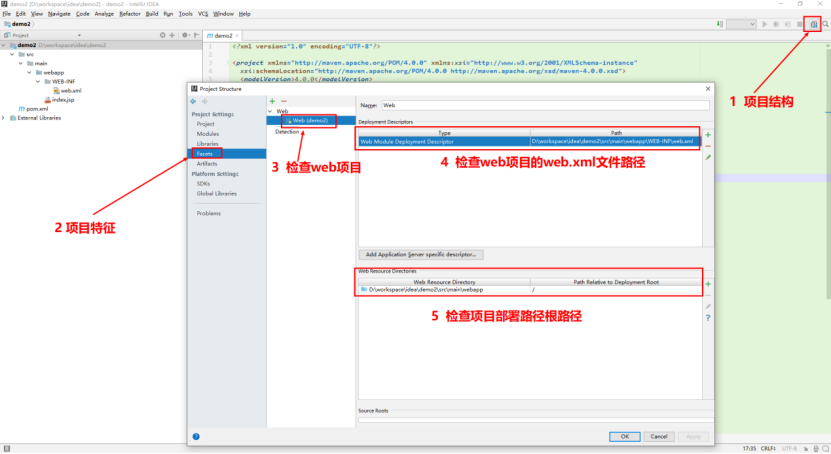 demo2 [D:\workspace\idea\demo2] - demo2 - IntelliJ IDEA
File Edit View Navigate Code Analyze Refactor Build Run Tools VCS Window Help
demo2
Project
demo2
demo2 D:\workspace\idea\demo2
src
main
webapp
WEB-INF
web.xml
index.jsp
pom.xml
External Libraries
<?xml version="1.0" encoding="UTF-8"?>
<project xmlns="http://maven.apache.org/POM/4.0.0" xmlns:xsi="http://www.w3.org/2001/XMLSchema-instance"
xsi:schemaLocation="http://maven.apache.org/POM/4.0.0 http://maven.apache.org/xsd/maven-4.0.0.xsd">
<modelVersion>4.0.0</modelVersion>
1 项目结构
Project Structure
Project Settings
Project
Modules
Libraries
Facets
Artifacts
Platform Settings
SDKs
Global Libraries
Problems
2 项目特征
Web
Web (demo2)
Detection
3 检查web项目
Name: Web
Deployment Descriptors
Type Path
Web Module Deployment Descriptor D:\workspace\idea\demo2\src\main\webapp\WEB-INF\web.xml
4 检查web项目的web.xml文件路径
Add Application Server specific descriptor...
Web Resource Directories
Web Resource Directory Path Relative to Deployment Root
D:\workspace\idea\demo2\src\main\webapp /
5 检查项目部署路径根路径
Source Roots
OK Cancel Apply
17:35 CRLF÷ UTF-8